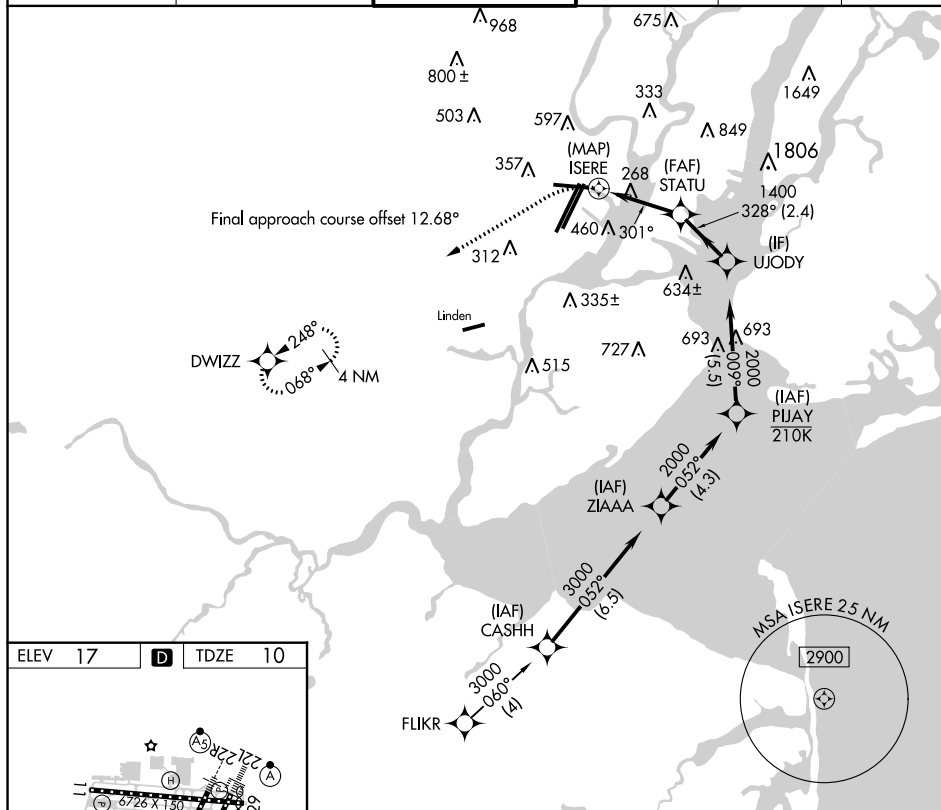 968
675
800 ±
1649
503
597
333
849
357
(MAP)
ISERE
268
(FAF)
STATU
1806
1400
328° (2.4)
Final approach course offset 12.68°
460
301°
(IF)
UJODY
312
634±
335±
Linden
DWIZZ
248°
068°
4 NM
515
727
693
693
2000
009°
(5.5)
(IAF)
PIJAY
210K
2000
052°
(4.3)
(IAF)
ZIAAA
3000
052°
(6.5)
(IAF)
CASHH
3000
060°
(4)
FLIKR
MSA ISERE 25 NM
2900
ELEV 17
D
TDZE 10
A5
22R
22L
A
H
11
6726 X 150
29
P